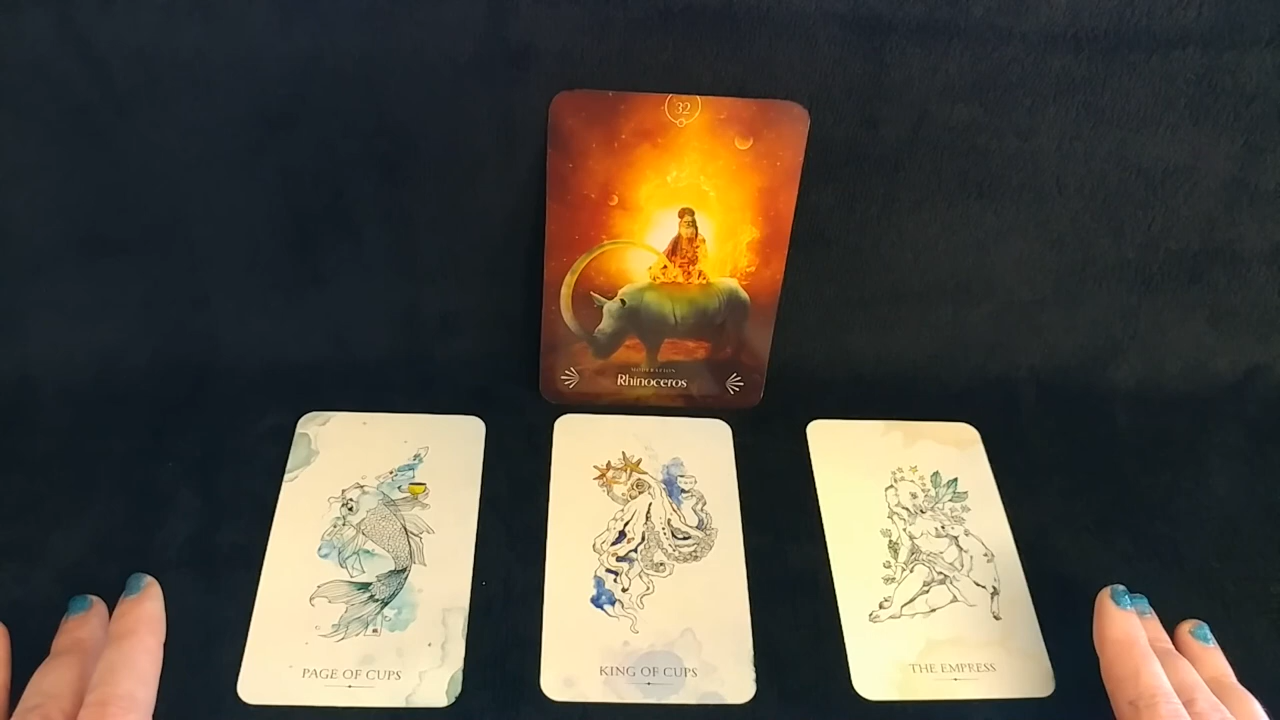 32
MODERATION
Rhinoceros
PAGE OF CUPS
KING OF CUPS
THE EMPRESS